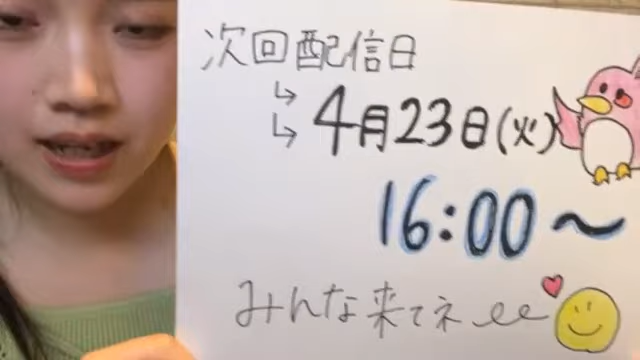 次回配信日
↳
↳ 4月23日(火)
16:00～
みんな来てネ